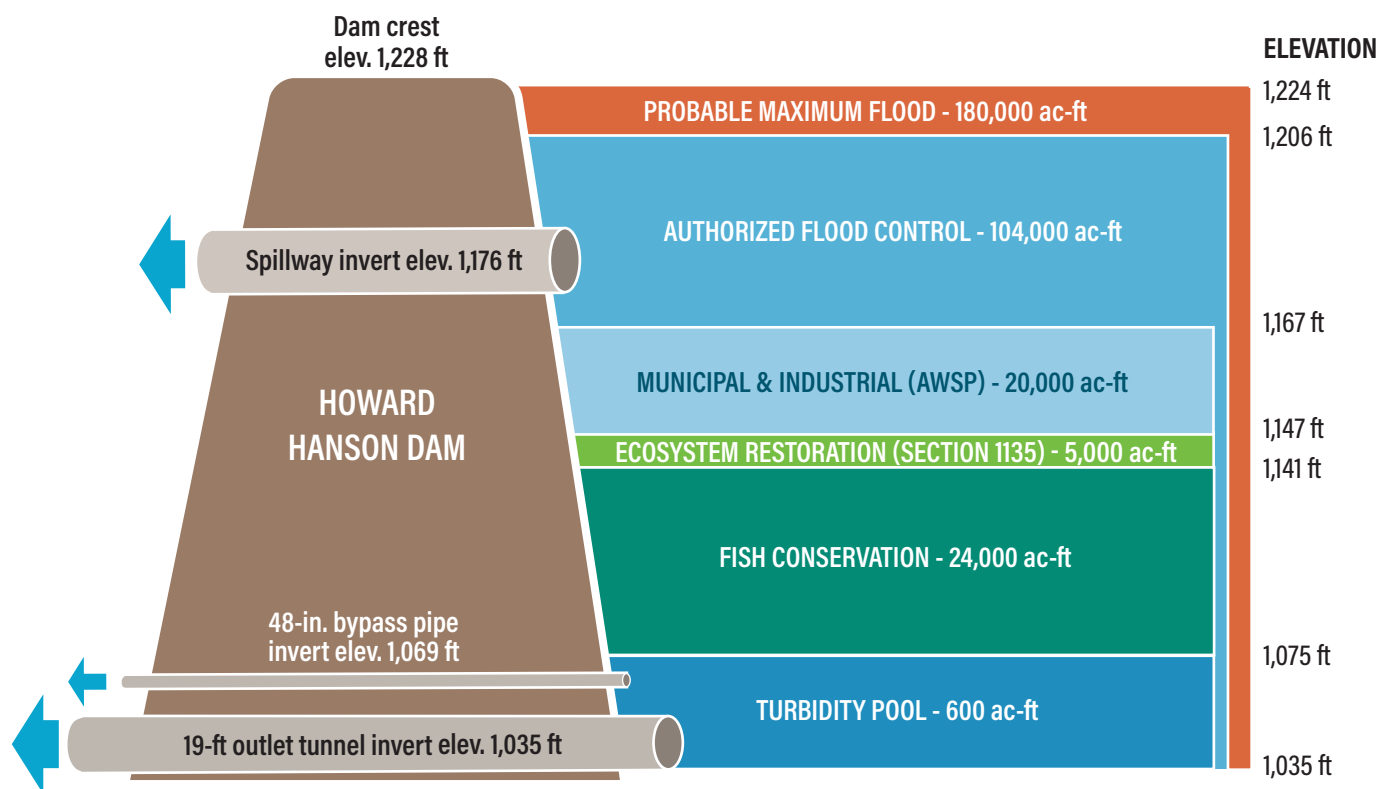 Dam crest
elev. 1,228 ft
ELEVATION
1,224 ft
PROBABLE MAXIMUM FLOOD - 180,000 ac-ft
1,206 ft
AUTHORIZED FLOOD CONTROL - 104,000 ac-ft
Spillway invert elev. 1,176 ft
1,167 ft
MUNICIPAL & INDUSTRIAL (AWSP) - 20,000 ac-ft
HOWARD
HANSON DAM
1,147 ft
ECOSYSTEM RESTORATION (SECTION 1135) - 5,000 ac-ft
1,141 ft
FISH CONSERVATION - 24,000 ac-ft
48-in. bypass pipe
invert elev. 1,069 ft
1,075 ft
TURBIDITY POOL - 600 ac-ft
19-ft outlet tunnel invert elev. 1,035 ft
1,035 ft